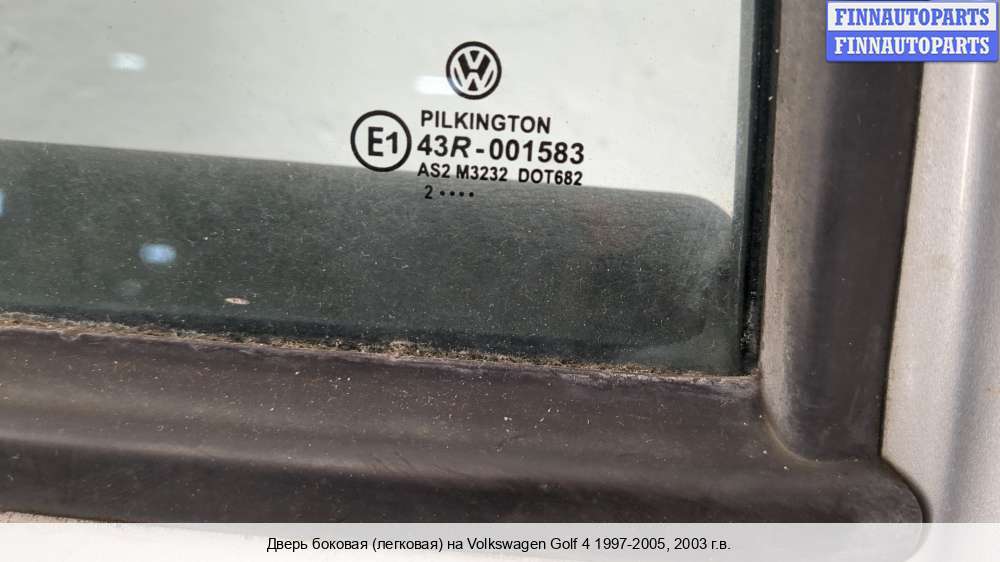 FINNAUTOPARTS
FINNAUTOPARTS
VW
PILKINGTON
E1 43R-001583
AS2 M3232 DOT682
2 ••••
Дверь боковая (легковая) на Volkswagen Golf 4 1997-2005, 2003 г.в.